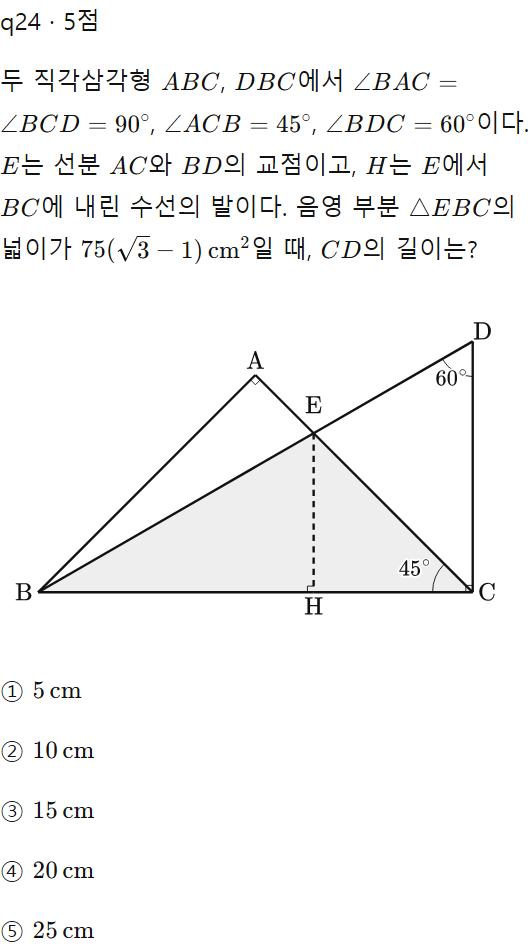 q24 · 5점
두 직각삼각형 ABC, DBC에서 ∠BAC =
∠BCD = 90°, ∠ACB = 45°, ∠BDC = 60°이다.
E는 선분 AC와 BD의 교점이고, H는 E에서
BC에 내린 수선의 발이다. 음영 부분 △EBC의
넓이가 75(√3 − 1) cm²일 때, CD의 길이는?
D
A
60°
E
45°
B
C
H
① 5 cm
② 10 cm
③ 15 cm
④ 20 cm
⑤ 25 cm